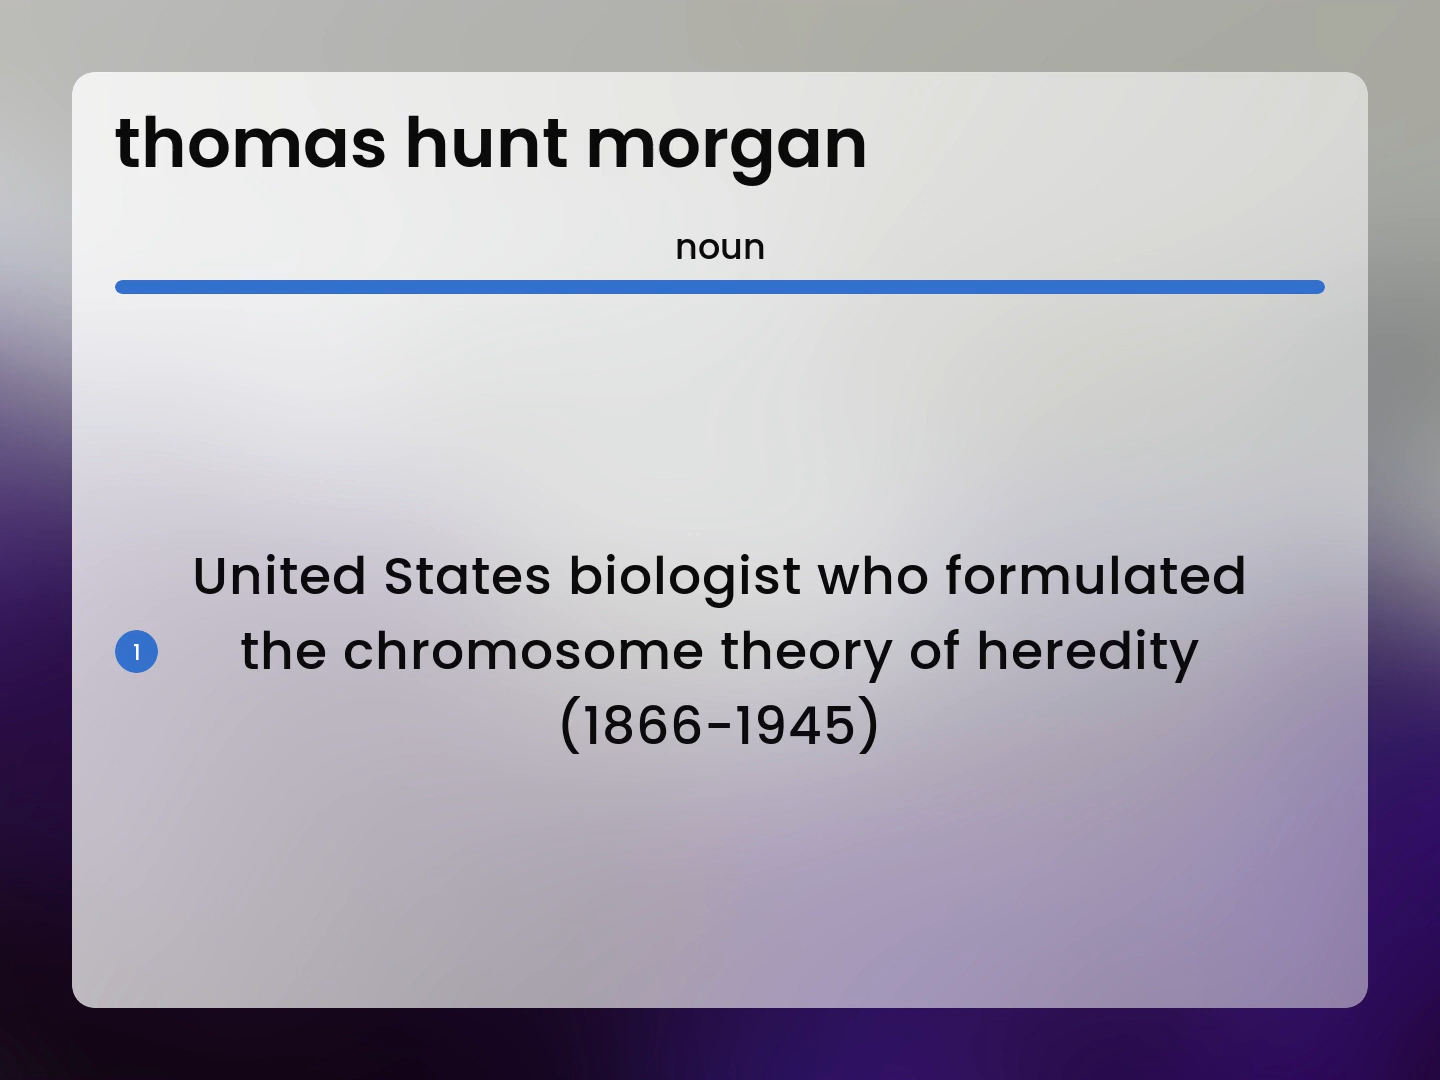 thomas hunt morgan
noun
United States biologist who formulated
1 the chromosome theory of heredity
(1866-1945)